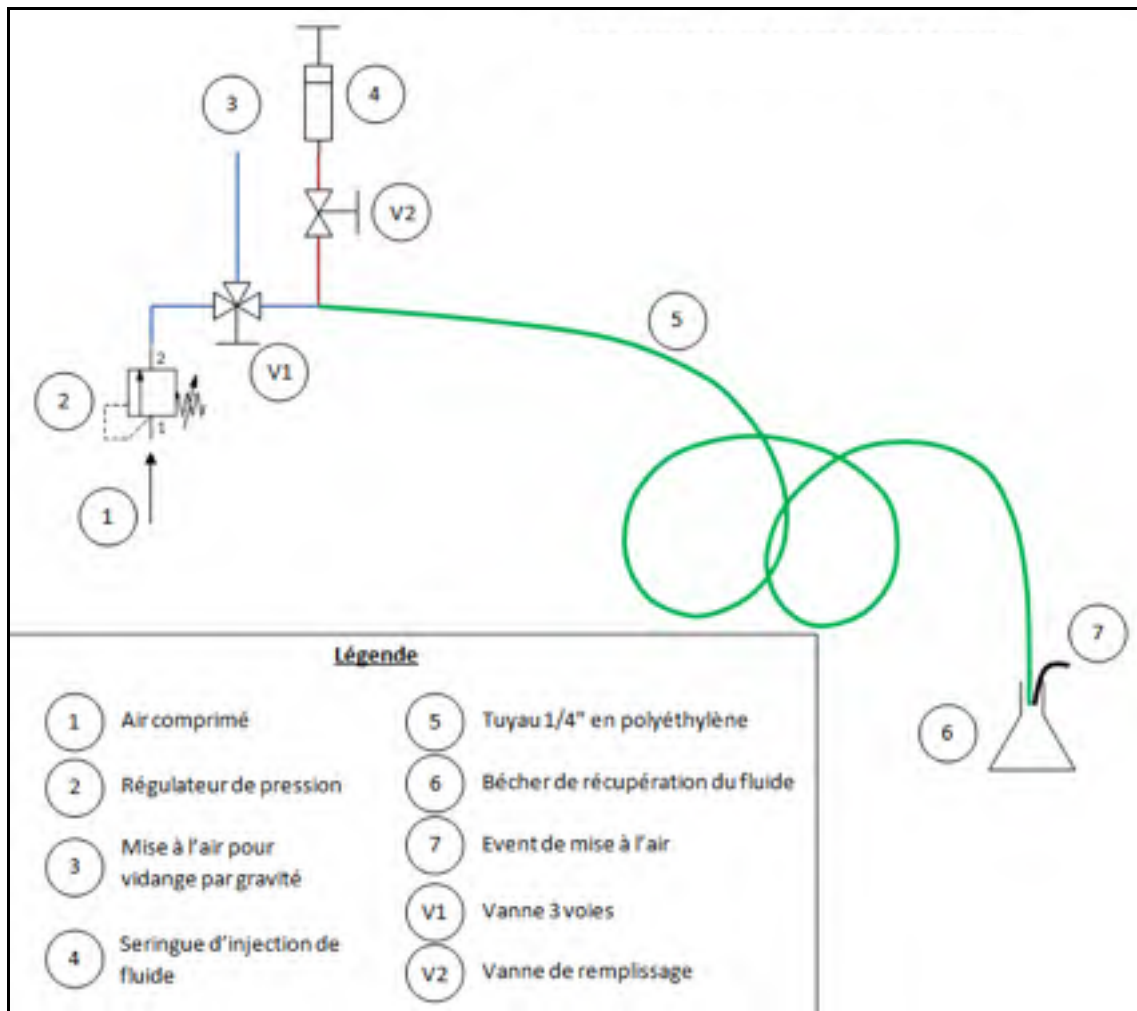 3
4
V2
5
2
V1
2
1
1
7
6
Légende
1 Air comprimé
2 Régulateur de pression
3 Mise à l'air pour
vidange par gravité
4 Seringue d'injection de
fluide
5 Tuyau 1/4" en polyéthylène
6 Bécher de récupération du fluide
7 Event de mise à l'air
V1 Vanne 3 voies
V2 Vanne de remplissage